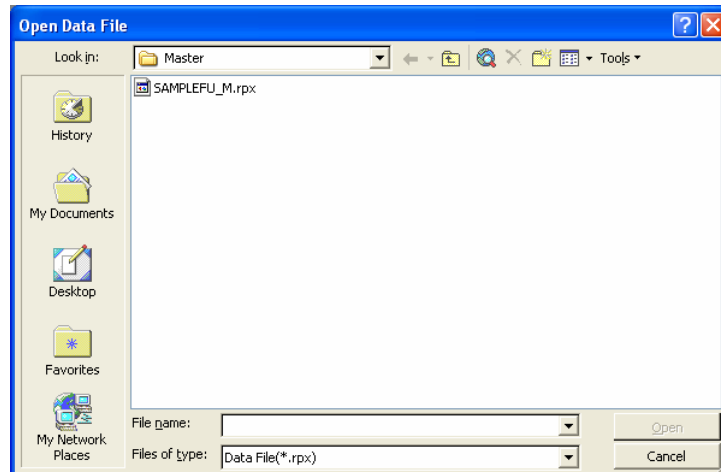 Open Data File
Look in: Master Tools
SAMPLEFU_M.rpx
History
My Documents
Desktop
Favorites
My Network
Places
File name: Open
Files of type: Data File(*.rpx) Cancel